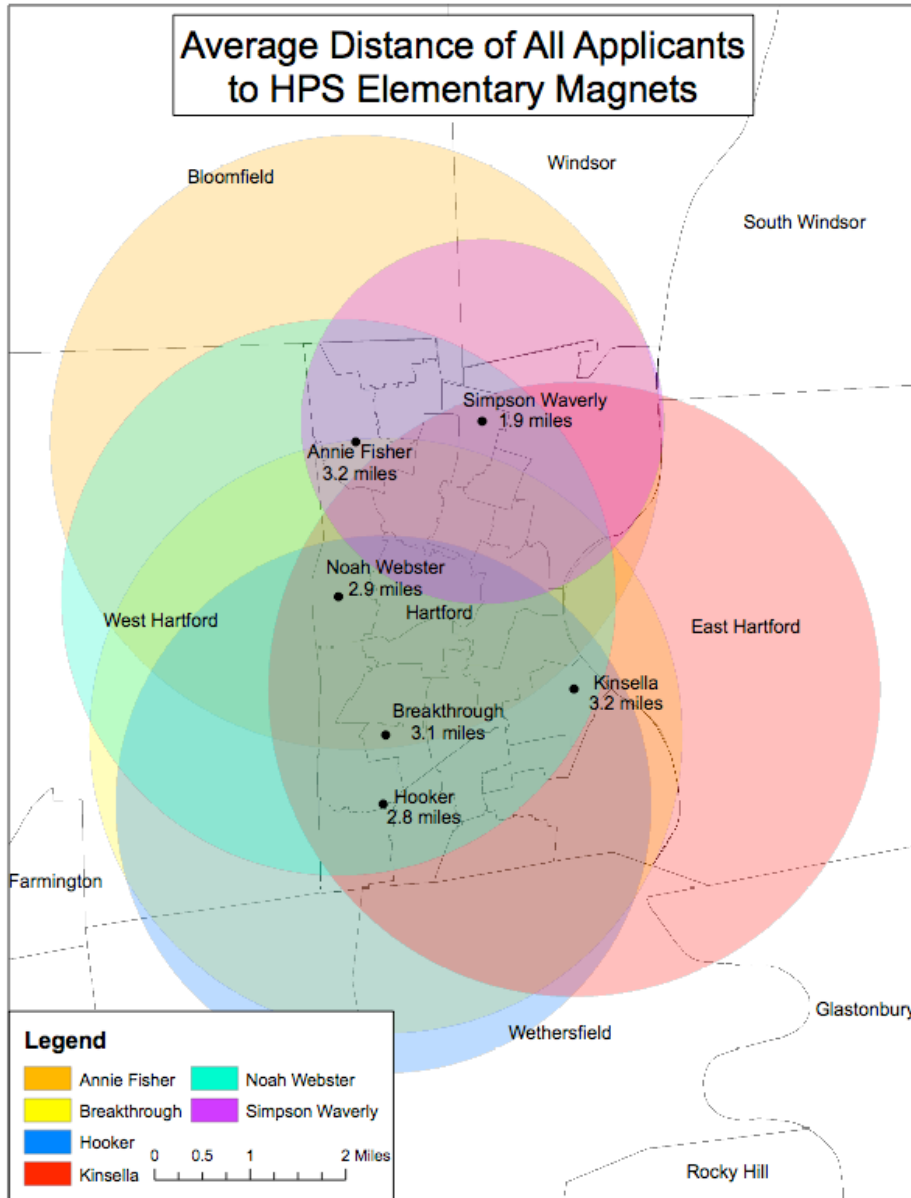 Average Distance of All Applicants
to HPS Elementary Magnets
Windsor
Bloomfield
South Windsor
Simpson Waverly
1.9 miles
Annie Fisher
3.2 miles
Noah Webster
2.9 miles
Hartford
West Hartford
East Hartford
Kinsella
3.2 miles
Breakthrough
3.1 miles
Hooker
2.8 miles
Farmington
Glastonbury
Wethersfield
Rocky Hill
Legend
Annie Fisher
Breakthrough
Hooker
Kinsella
Noah Webster
Simpson Waverly
0 0.5 1 2 Miles